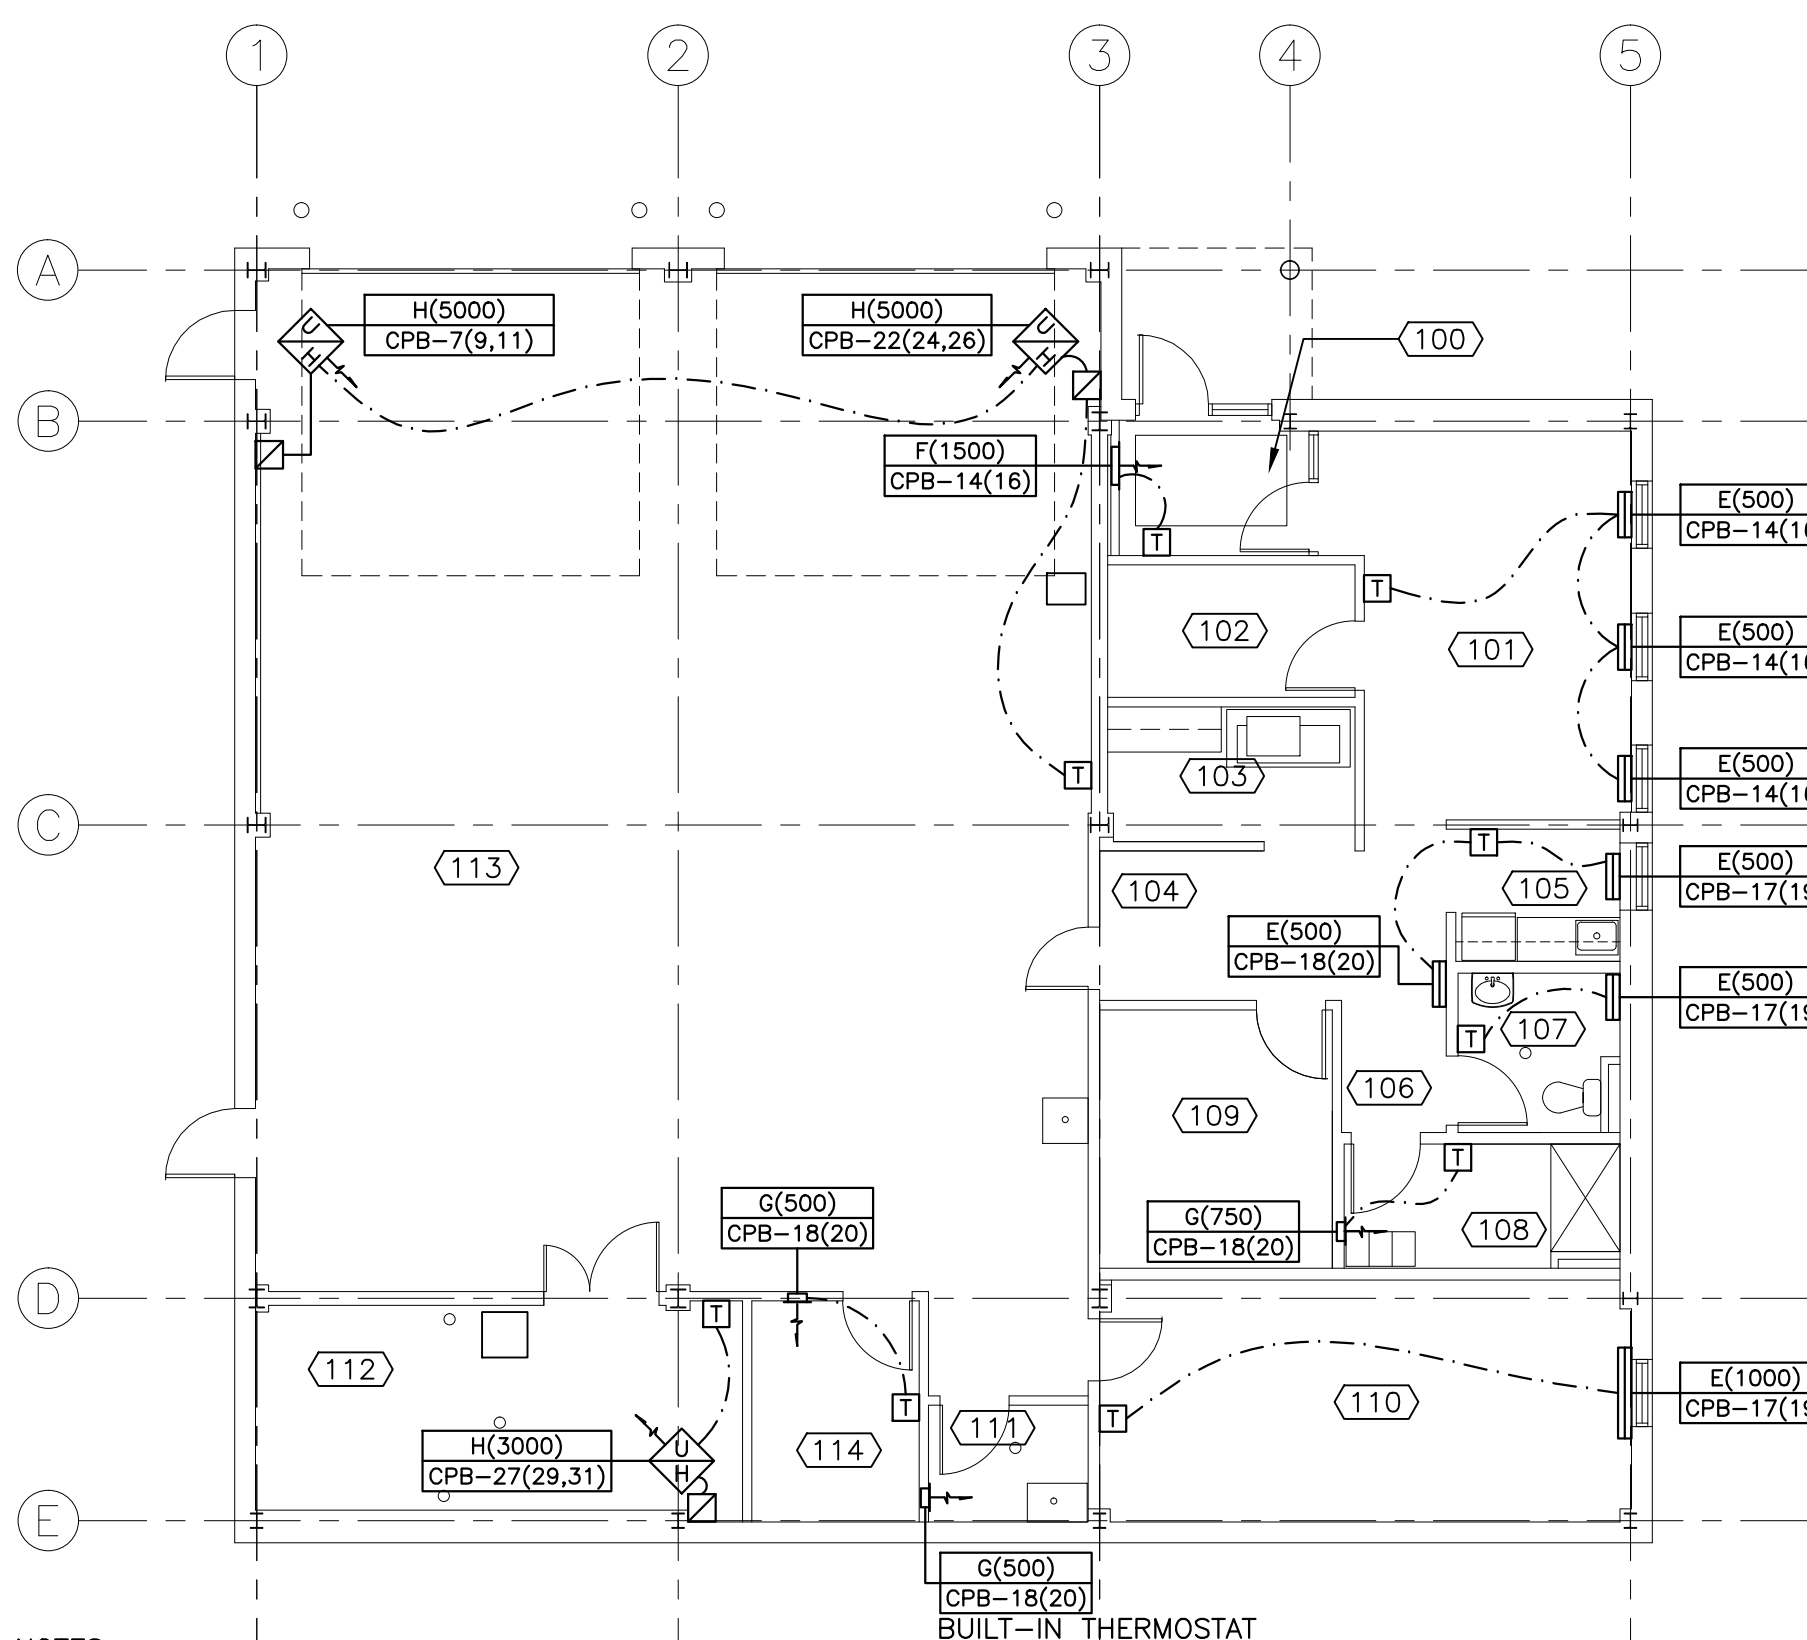 1
2
3
4
5
A
H(5000)
CPB-7(9,11)
H(5000)
CPB-22(24,26)
U
H
U
H
100
B
F(1500)
CPB-14(16)
E(500)
CPB-14(1
T
T
102
101
E(500)
CPB-14(1
T
103
E(500)
CPB-14(1
C
113
T
104
105
E(500)
CPB-17(1
E(500)
CPB-18(20)
E(500)
CPB-17(1
T
107
106
109
T
G(500)
CPB-18(20)
G(750)
CPB-18(20)
108
D
T
112
110
E(1000)
CPB-17(1
T
T
111
114
H(3000)
CPB-27(29,31)
U
H
E
G(500)
CPB-18(20)
BUILT-IN THERMOSTAT